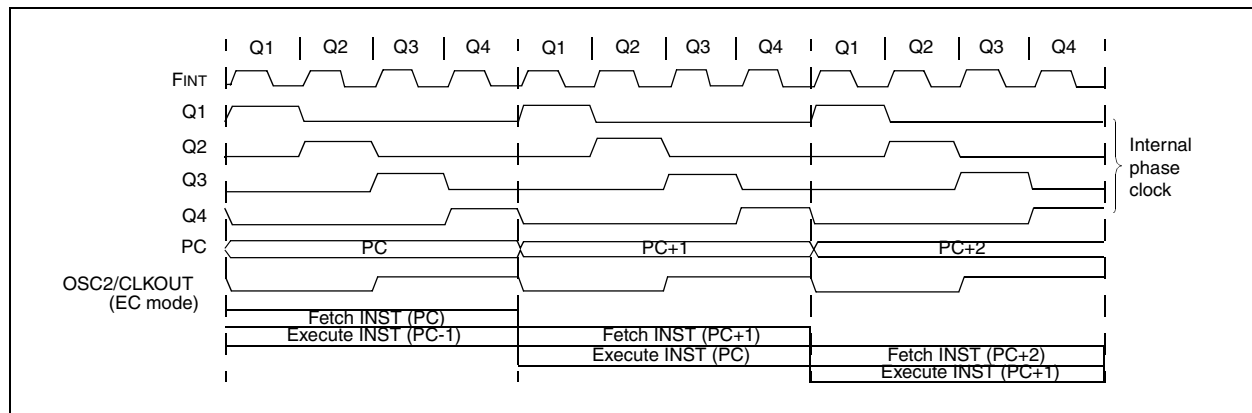 Q1 | Q2 | Q3 | Q4 | Q1 | Q2 | Q3 | Q4 | Q1 | Q2 | Q3 | Q4
FINT
Q1
Q2
Q3
Q4
Internal
phase
clock
PC
PC
PC+1
PC+2
OSC2/CLKOUT
(EC mode)
Fetch INST (PC)
Execute INST (PC-1)
Fetch INST (PC+1)
Execute INST (PC)
Fetch INST (PC+2)
Execute INST (PC+1)